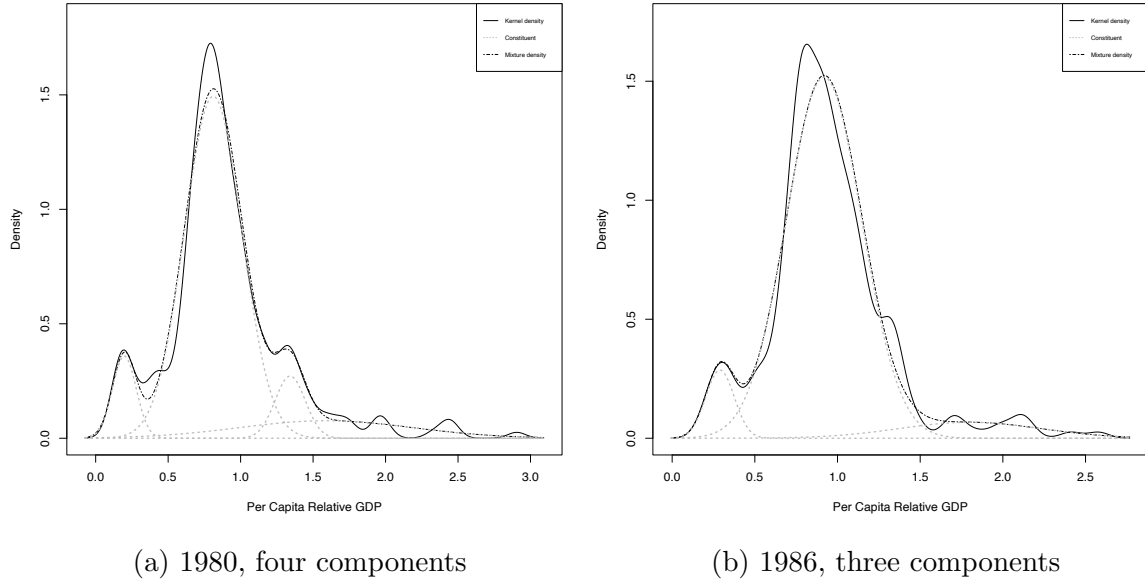 Kernel density
Constituent
Mixture density
Density
0.0
0.5
1.0
1.5
0.0 0.5 1.0 1.5 2.0 2.5 3.0
Per Capita Relative GDP
(a) 1980, four components
Kernel density
Constituent
Mixture density
Density
0.0
0.5
1.0
1.5
0.0 0.5 1.0 1.5 2.0 2.5
Per Capita Relative GDP
(b) 1986, three components